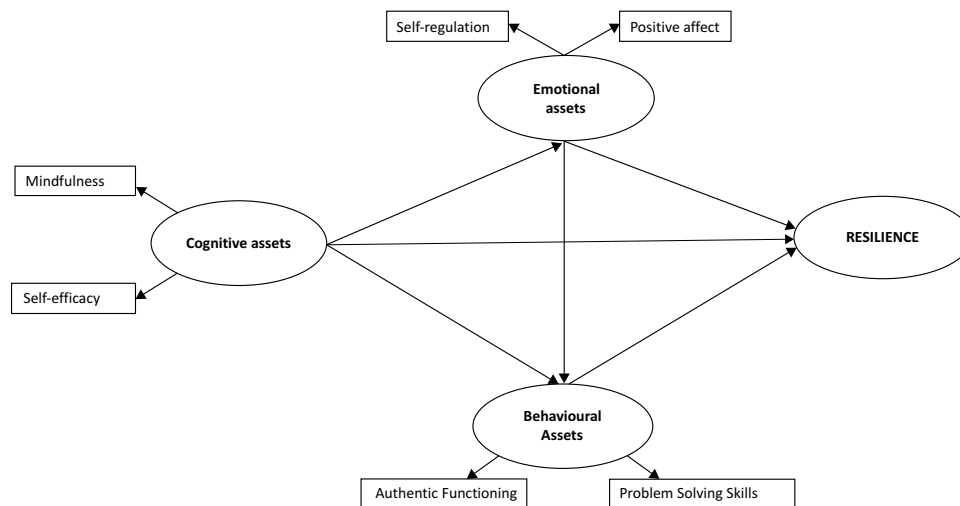 Self-regulation
Positive affect
Emotional
assets
Mindfulness
Cognitive assets
RESILIENCE
Self-efficacy
Behavioural
Assets
Authentic Functioning
Problem Solving Skills